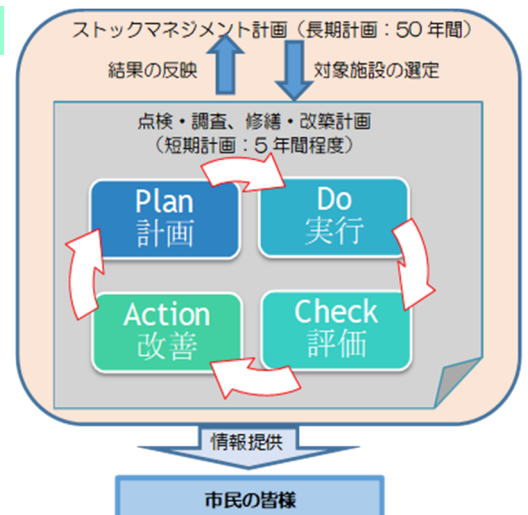 ストックマネジメント計画（長期計画：50年間）
結果の反映
対象施設の選定
点検・調査、修繕・改築計画
（短期計画：5年間程度）
Plan
計画
Do
実行
Action
改善
Check
評価
情報提供
市民の皆様